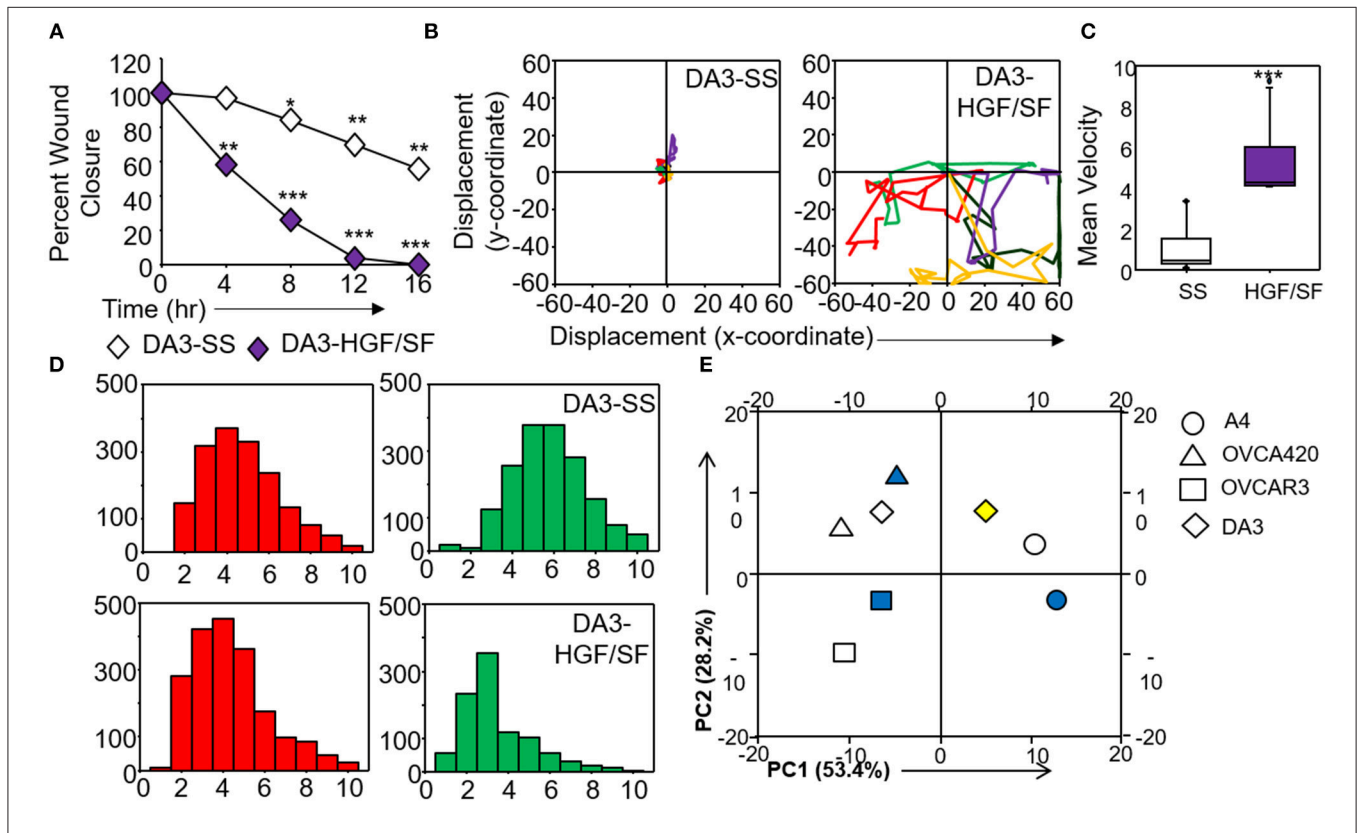 A
120
100
80
60
40
20
0
Percent Wound
Closure
*
**
**
**
***
***
***
0 4 8 12 16
Time (hr)
DA3-SS DA3-HGF/SF
B
60
40
20
0
-20
-40
-60
Displacement
(y-coordinate)
DA3-SS
-60 -40 -20 0 20 40 60
60
40
20
0
-20
-40
-60
DA3-
HGF/SF
-60 -40 -20 0 20 40 60
Displacement (x-coordinate)
C
10
8
6
4
2
0
Mean Velocity
***
SS HGF/SF
D
500
300
100
0
0 2 4 6 8 10
DA3-SS
500
300
100
0
0 2 4 6 8 10
500
300
100
0
0 2 4 6 8 10
DA3-
HGF/SF
500
300
100
0
0 2 4 6 8 10
E
-20 -10 0 10 20
20
1
0
0
-
10
-20
20
1
0
0
-
10
-20
-20 -10 0 10 20
PC2 (28.2%)
PC1 (53.4%)
A4
OVCA420
OVCAR3
DA3